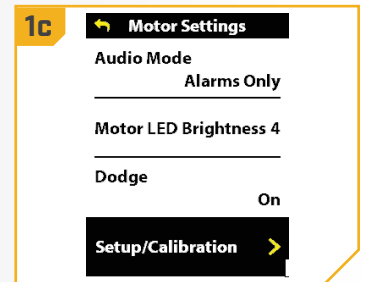 1c
Motor Settings
Audio Mode
Alarms Only
Motor LED Brightness 4
Dodge
On
Setup/Calibration